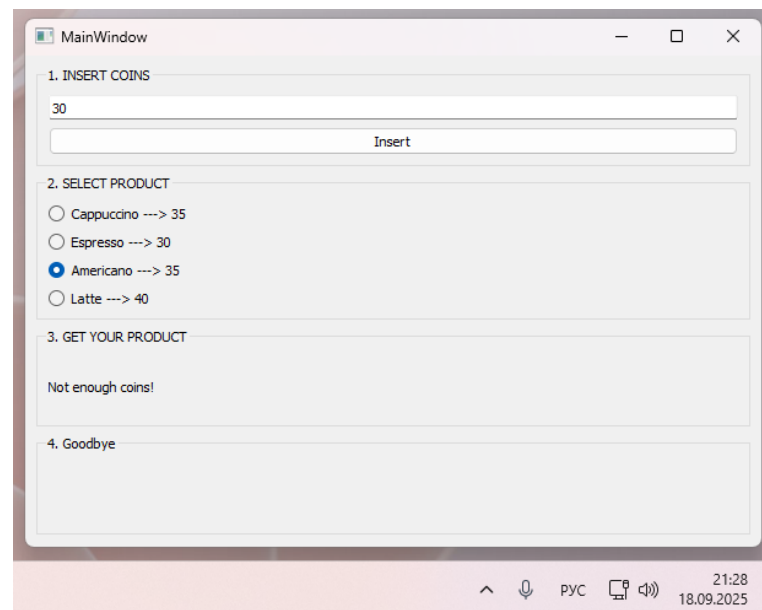 MainWindow
1. INSERT COINS
30
Insert
2. SELECT PRODUCT
Cappuccino ---> 35
Espresso ---> 30
Americano ---> 35
Latte ---> 40
3. GET YOUR PRODUCT
Not enough coins!
4. Goodbye
РУС
21:28
18.09.2025